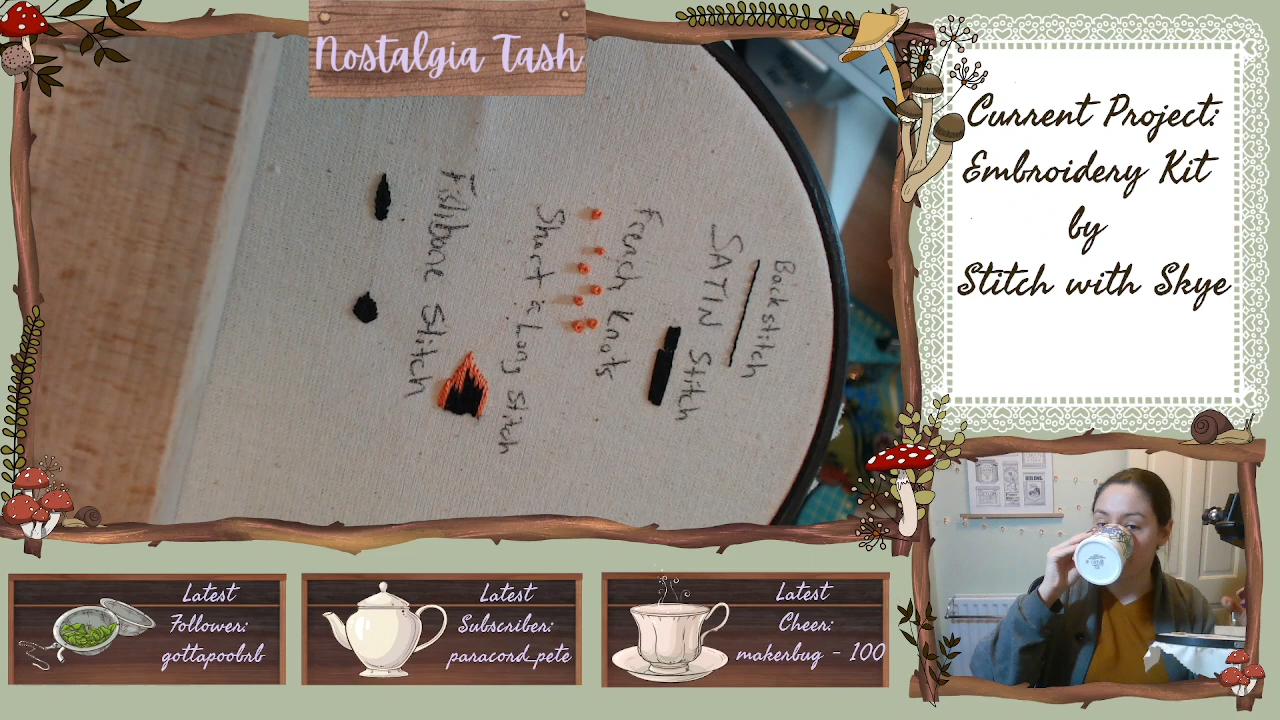 Nostalgia Tash
Current Project:
Embroidery Kit
by
Stitch with Skye
Backstitch
SATIN Stitch
French Knots
Short & Long Stitch
Fishbone Stitch
Latest
Follower:
gottapoobrb
Latest
Subscriber:
paracord_pete
Latest
Cheer:
makerbug - 100